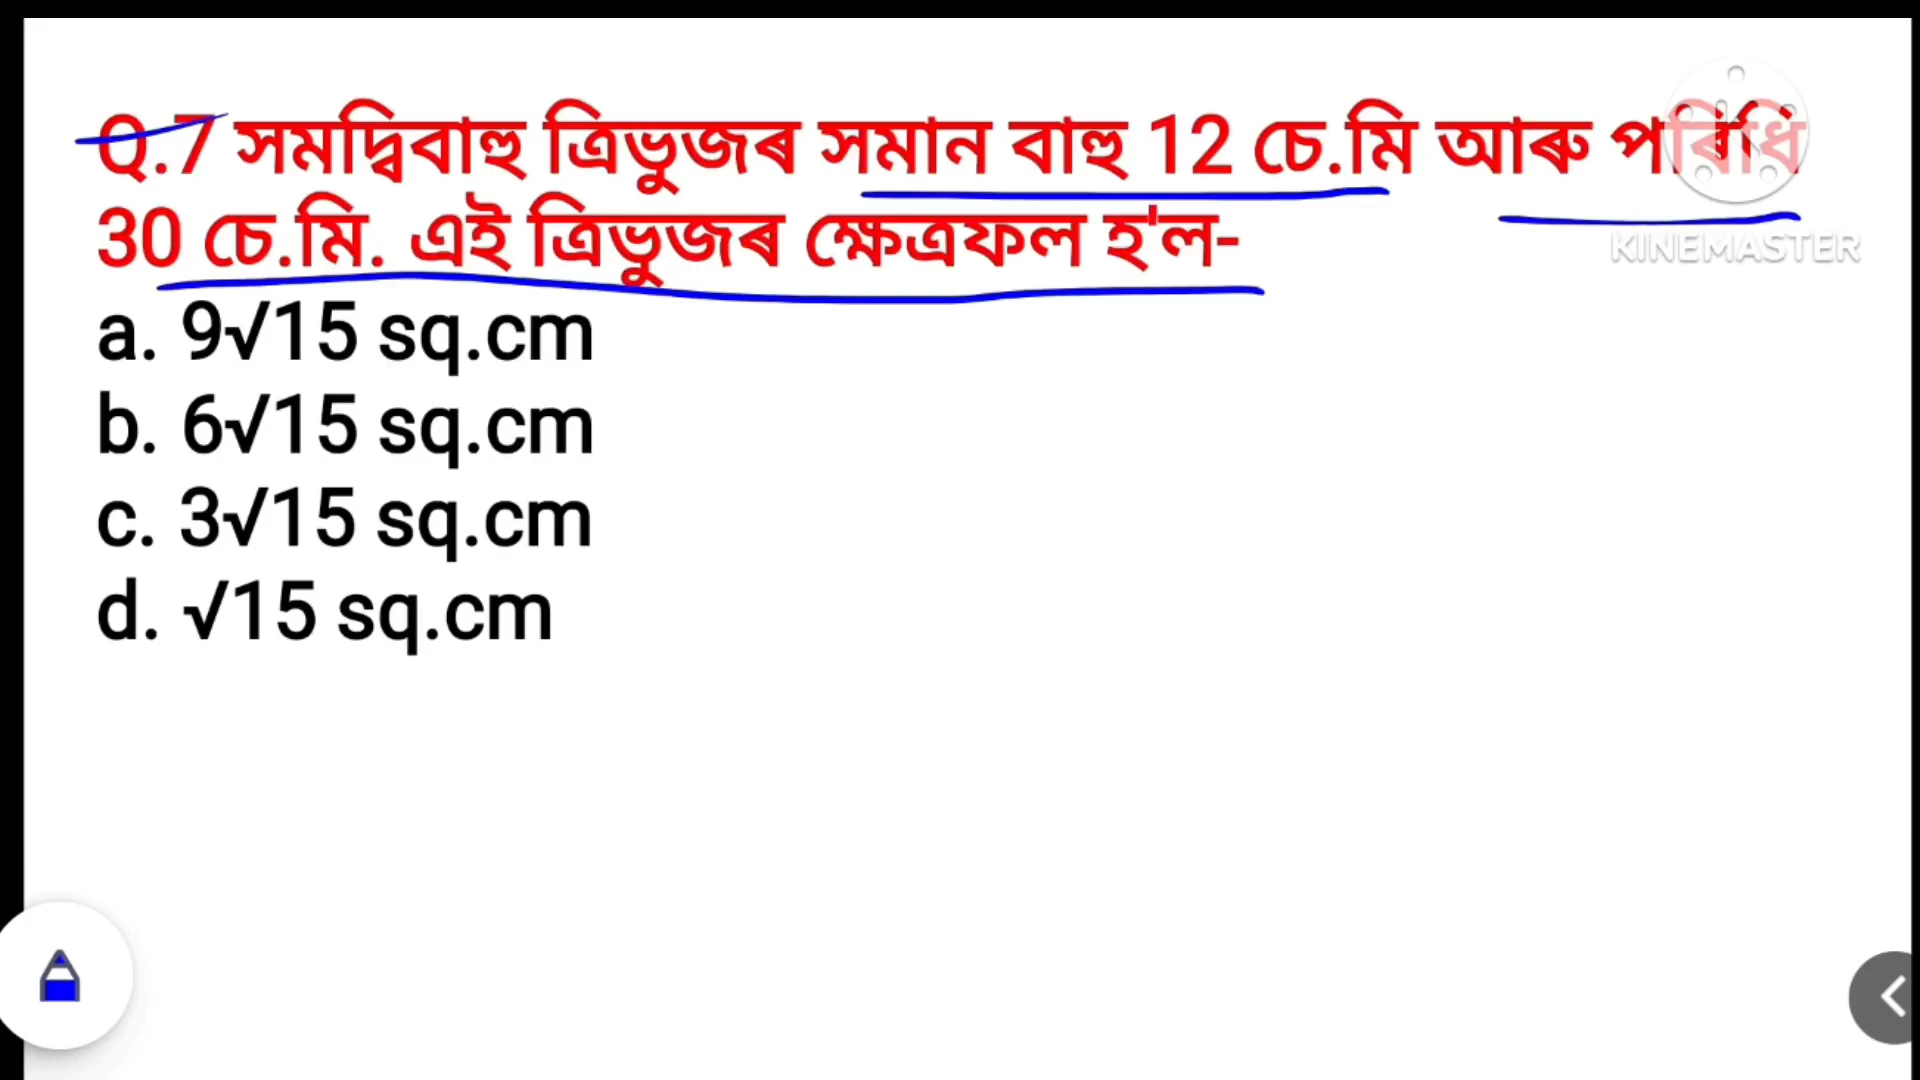 Q.7 সমদ্বিবাহু ত্ৰিভুজৰ সমান বাহু 12 চে.মি আৰু পৰিধি
30 চে.মি. এই ত্ৰিভুজৰ ক্ষেত্ৰফল হ'ল-
a. 9√15 sq.cm
b. 6√15 sq.cm
c. 3√15 sq.cm
d. √15 sq.cm
KINEMASTER